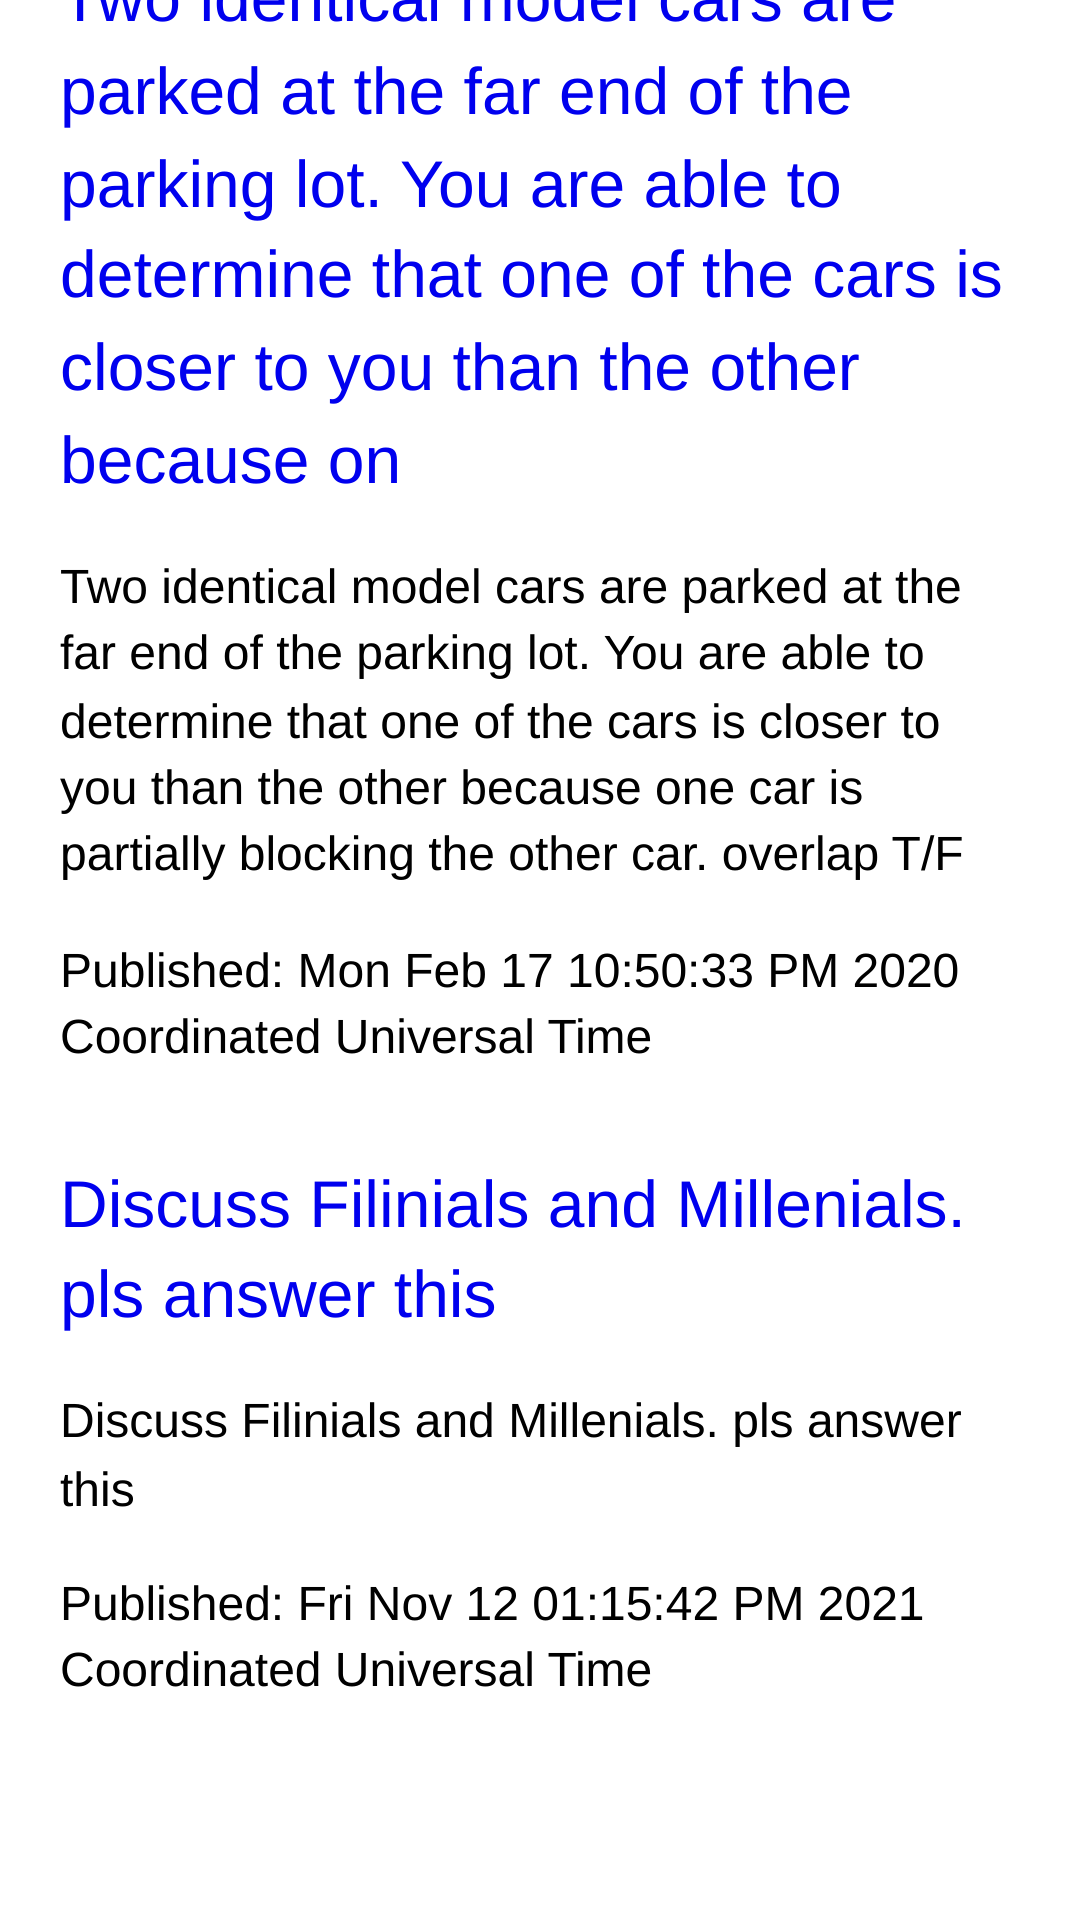 Two identical model cars are
parked at the far end of the
parking lot. You are able to
determine that one of the cars is
closer to you than the other
because on
Two identical model cars are parked at the
far end of the parking lot. You are able to
determine that one of the cars is closer to
you than the other because one car is
partially blocking the other car. overlap T/F
Published: Mon Feb 17 10:50:33 PM 2020
Coordinated Universal Time
Discuss Filinials and Millenials.
pls answer this
Discuss Filinials and Millenials. pls answer
this
Published: Fri Nov 12 01:15:42 PM 2021
Coordinated Universal Time